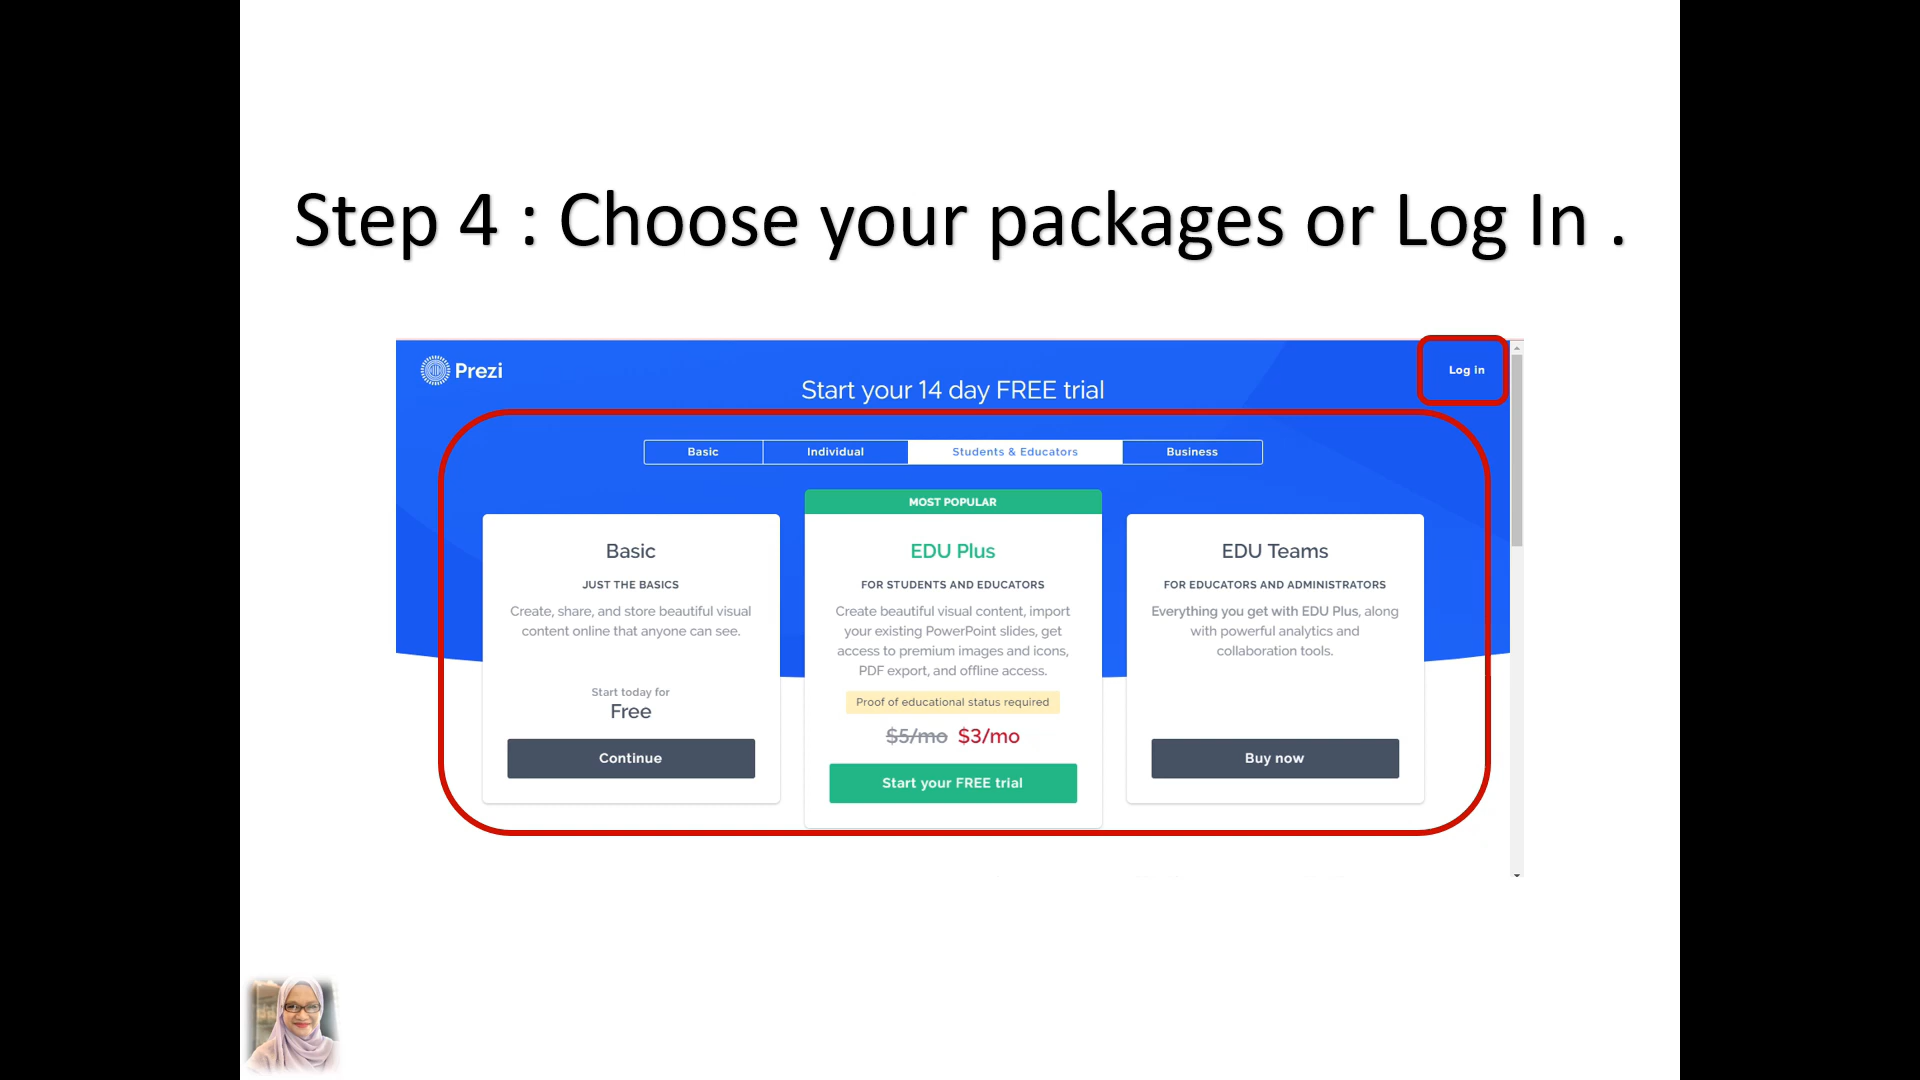 Step 4 : Choose your packages or Log In .
Prezi
Log in
Start your 14 day FREE trial
Basic
Individual
Students & Educators
Business
Basic
JUST THE BASICS
Create, share, and store beautiful visual
content online that anyone can see.
Start today for
Free
Continue
MOST POPULAR
EDU Plus
FOR STUDENTS AND EDUCATORS
Create beautiful visual content, import
your existing PowerPoint slides, get
access to premium images and icons,
PDF export, and offline access.
Proof of educational status required
$5/mo $3/mo
Start your FREE trial
EDU Teams
FOR EDUCATORS AND ADMINISTRATORS
Everything you get with EDU Plus, along
with powerful analytics and
collaboration tools.
Buy now